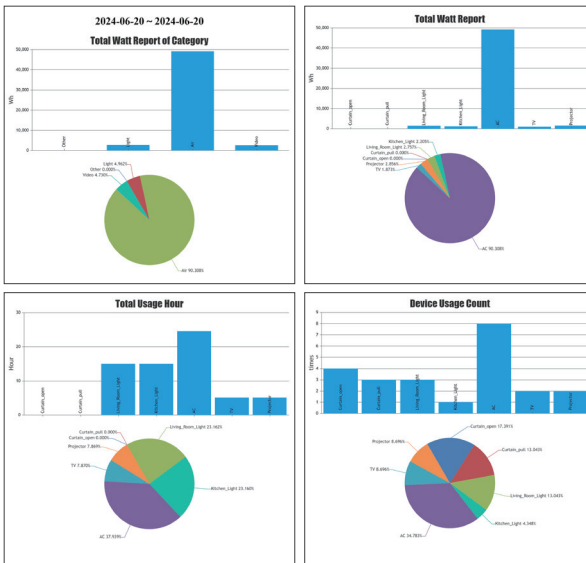 2024-06-20 ~ 2024-06-20
Total Watt Report of Category
50,000
40,000
30,000
20,000
10,000
0
Wh
Other
Light
Air
Video
Light 4.962%
Other 0.000%
Video 4.730%
Air 90.308%
Total Watt Report
50,000
40,000
30,000
20,000
10,000
0
Wh
Curtain_open
Curtain_pull
Living_Room_Light
Kitchen_Light
AC
TV
Projector
Kitchen_Light 2.205%
Living_Room_Light 2.757%
Curtain_pull 0.000%
Curtain_open 0.000%
Projector 2.856%
TV 1.873%
AC 90.308%
Total Usage Hour
30
20
10
0
Hour
Curtain_open
Curtain_pull
Living_Room_Light
Kitchen_Light
AC
TV
Projector
Curtain_pull 0.000%
Curtain_open 0.000%
Projector 7.869%
TV 7.870%
Living_Room_Light 23.162%
Kitchen_Light 23.160%
AC 37.939%
Device Usage Count
9
8
7
6
5
4
3
2
1
0
times
Curtain_open
Curtain_pull
Living_Room_Light
Kitchen_Light
AC
TV
Projector
Curtain_open 17.391%
Projector 8.696%
Curtain_pull 13.043%
TV 8.696%
Living_Room_Light 13.043%
Kitchen_Light 4.348%
AC 34.783%